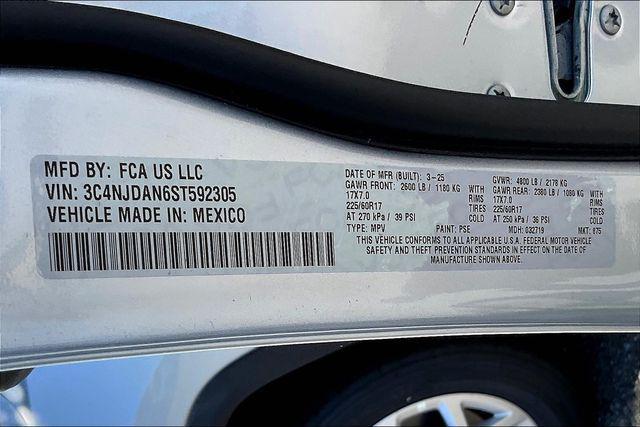 MFD BY: FCA US LLC
VIN: 3C4NJDAN6ST592305
VEHICLE MADE IN: MEXICO
DATE OF MFR (BUILT): 3-25
GAWR FRONT: 2600 LB / 1180 KG WITH
17X7.0 RIMS
225/60R17 TIRES
AT 270 kPa / 39 PSI COLD
TYPE: MPV
GVWR: 4800 LB / 2178 KG
GAWR REAR: 2380 LB / 1080 KG WITH
17X7.0 RIMS
225/60R17 TIRES
AT 250 kPa / 36 PSI COLD
PAINT: PSE MDH: 032719 MKT: 875
THIS VEHICLE CONFORMS TO ALL APPLICABLE U.S.A. FEDERAL MOTOR VEHICLE
SAFETY AND THEFT PREVENTION STANDARDS IN EFFECT ON THE DATE OF
MANUFACTURE SHOWN ABOVE.